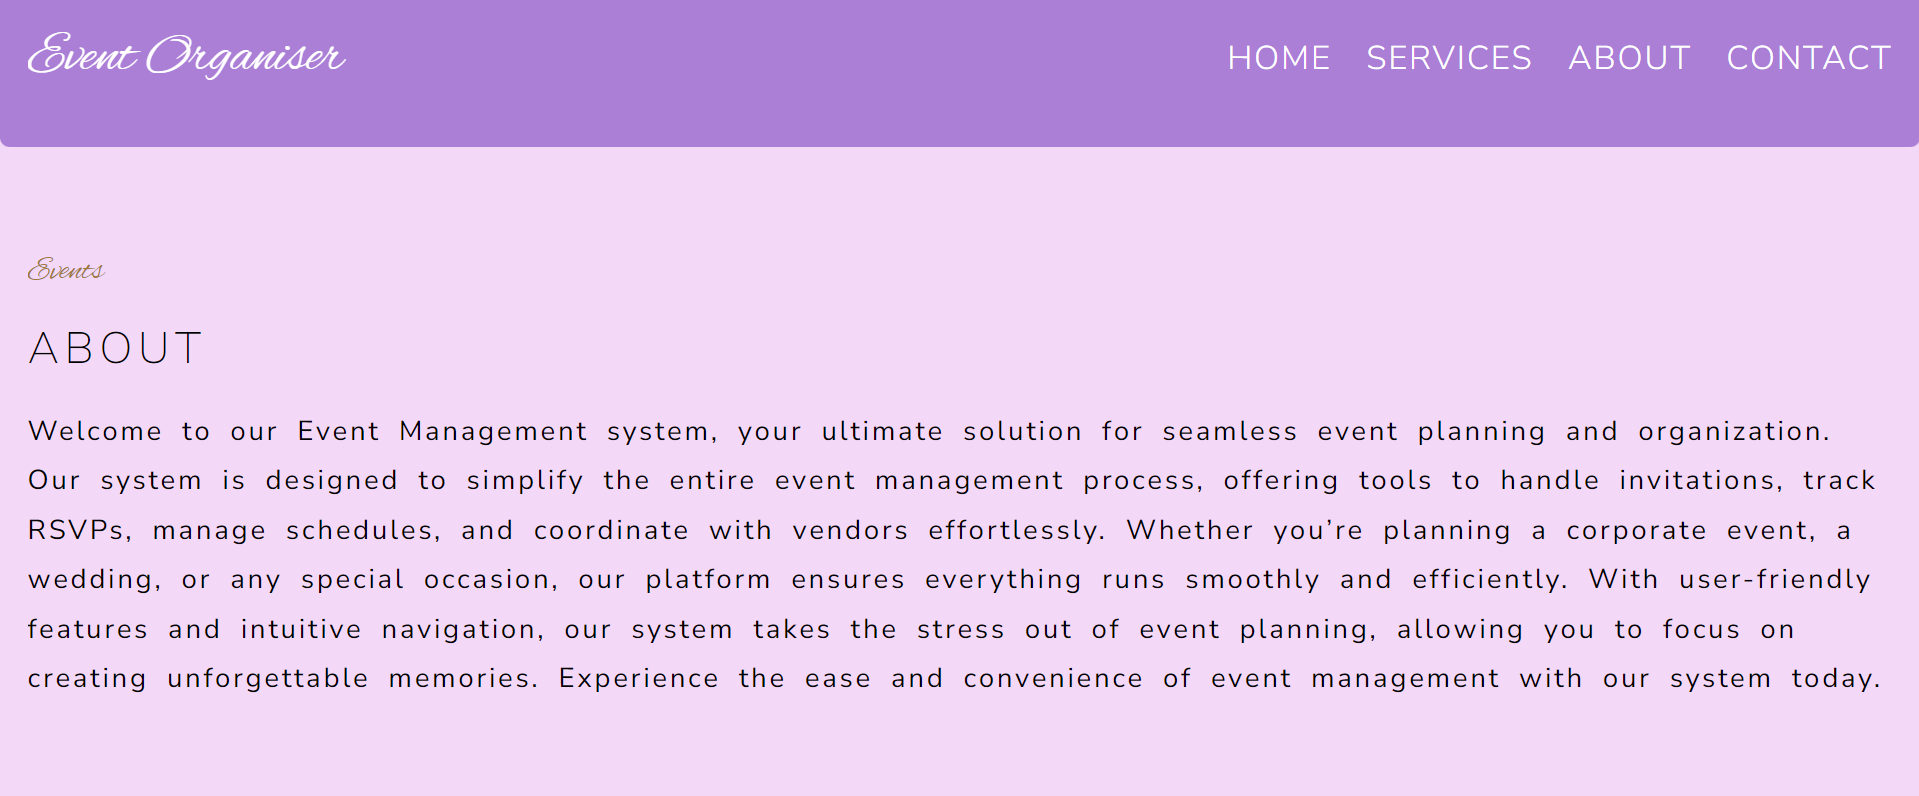 Event Organiser
HOME SERVICES ABOUT CONTACT
Events
ABOUT
Welcome to our Event Management system, your ultimate solution for seamless event planning and organization.
Our system is designed to simplify the entire event management process, offering tools to handle invitations, track
RSVPs, manage schedules, and coordinate with vendors effortlessly. Whether you’re planning a corporate event, a
wedding, or any special occasion, our platform ensures everything runs smoothly and efficiently. With user-friendly
features and intuitive navigation, our system takes the stress out of event planning, allowing you to focus on
creating unforgettable memories. Experience the ease and convenience of event management with our system today.